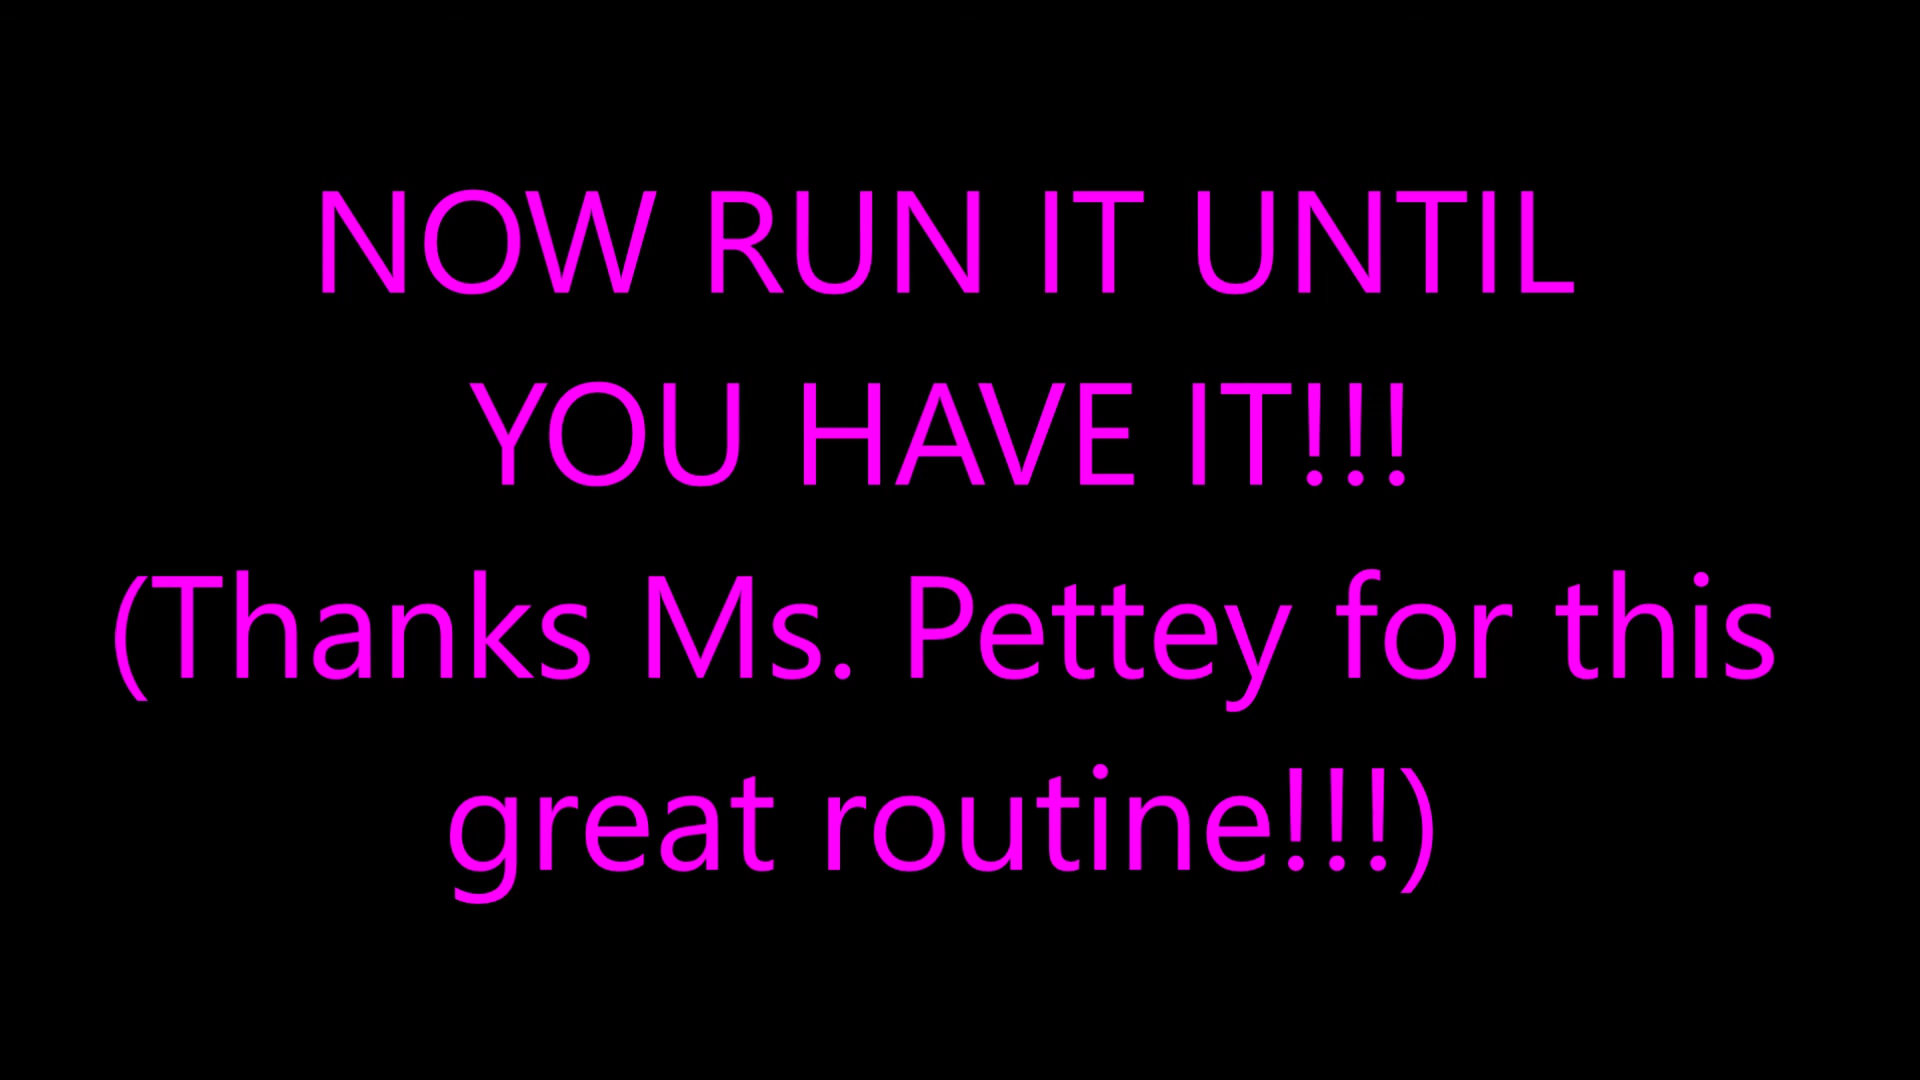 NOW RUN IT UNTIL
YOU HAVE IT!!!
(Thanks Ms. Pettey for this
great routine!!!)